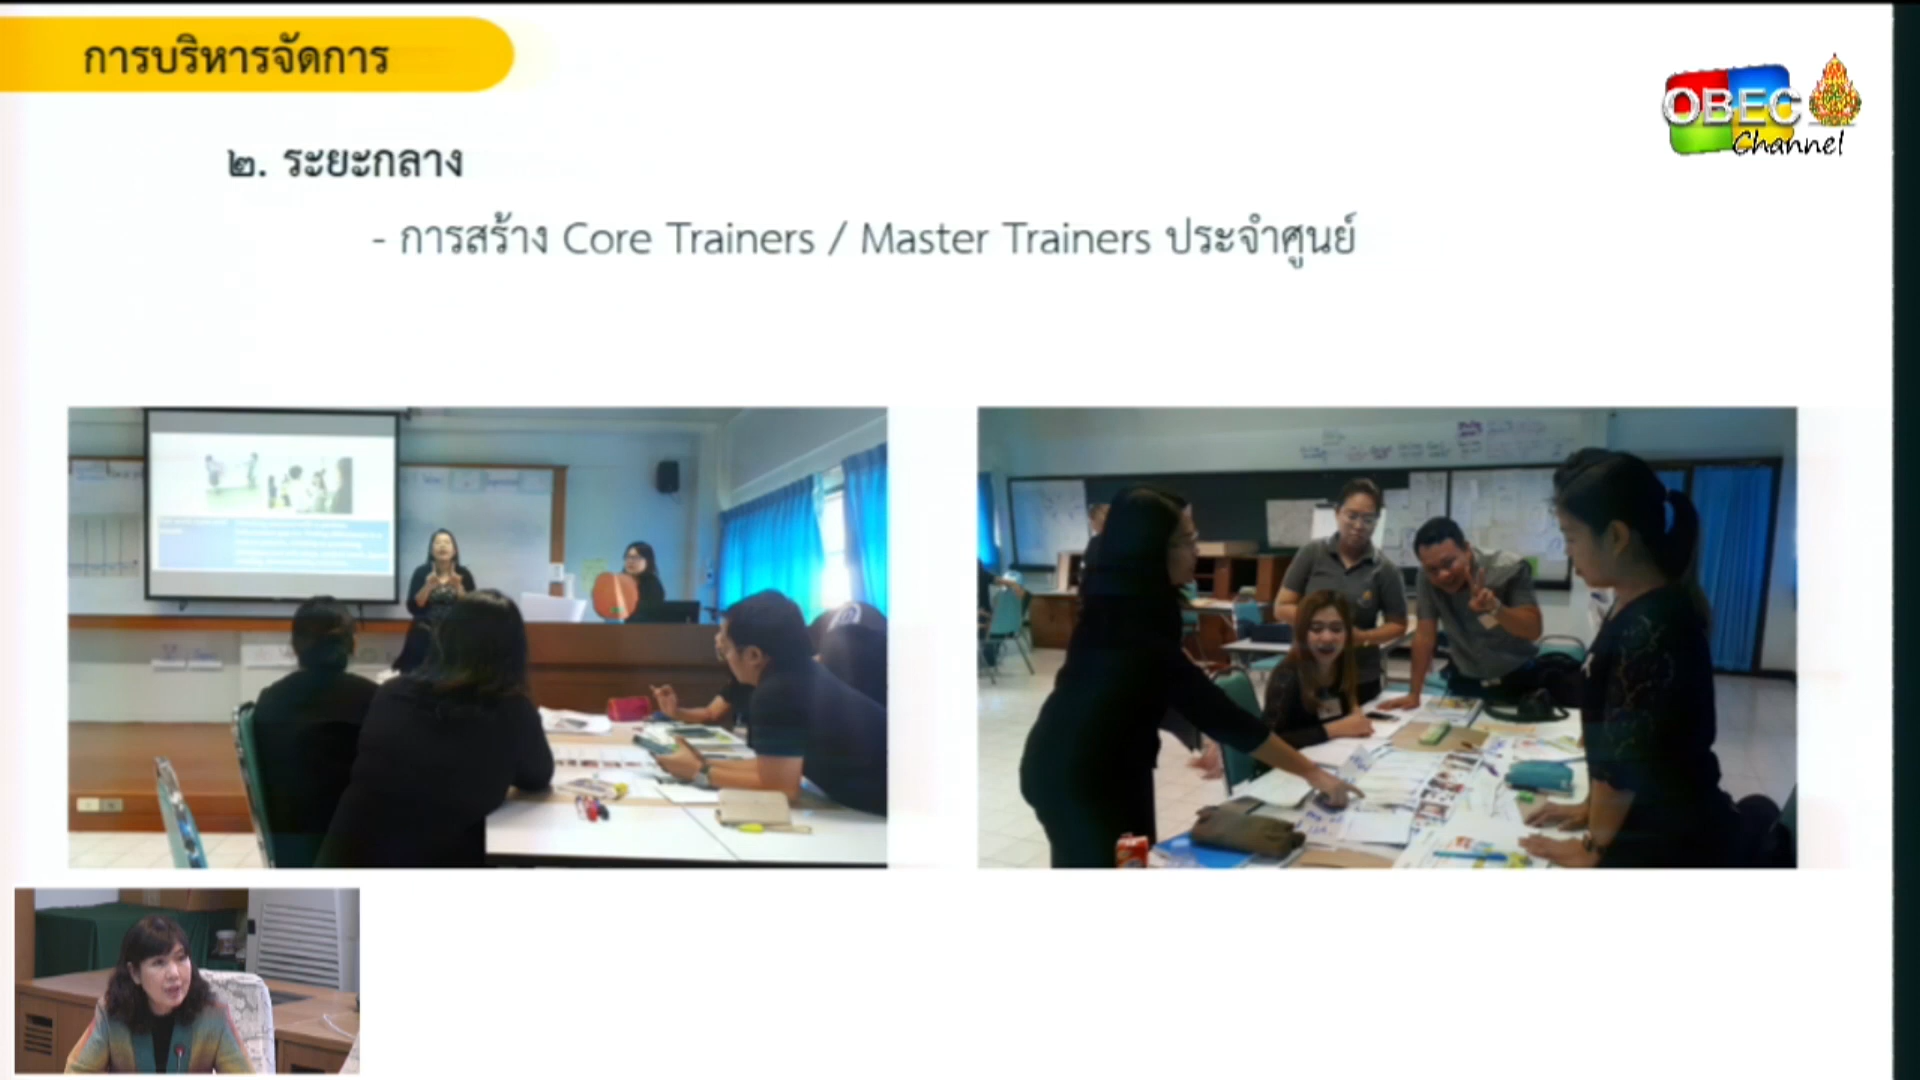 การบริหารจัดการ
OBEC
Channel
๒. ระยะกลาง
- การสร้าง Core Trainers / Master Trainers ประจำศูนย์